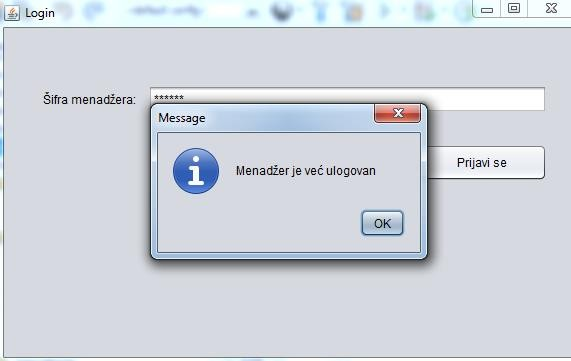 Login
Šifra menadžera: ******
Message
Menadžer je već ulogovan
Prijavi se
OK